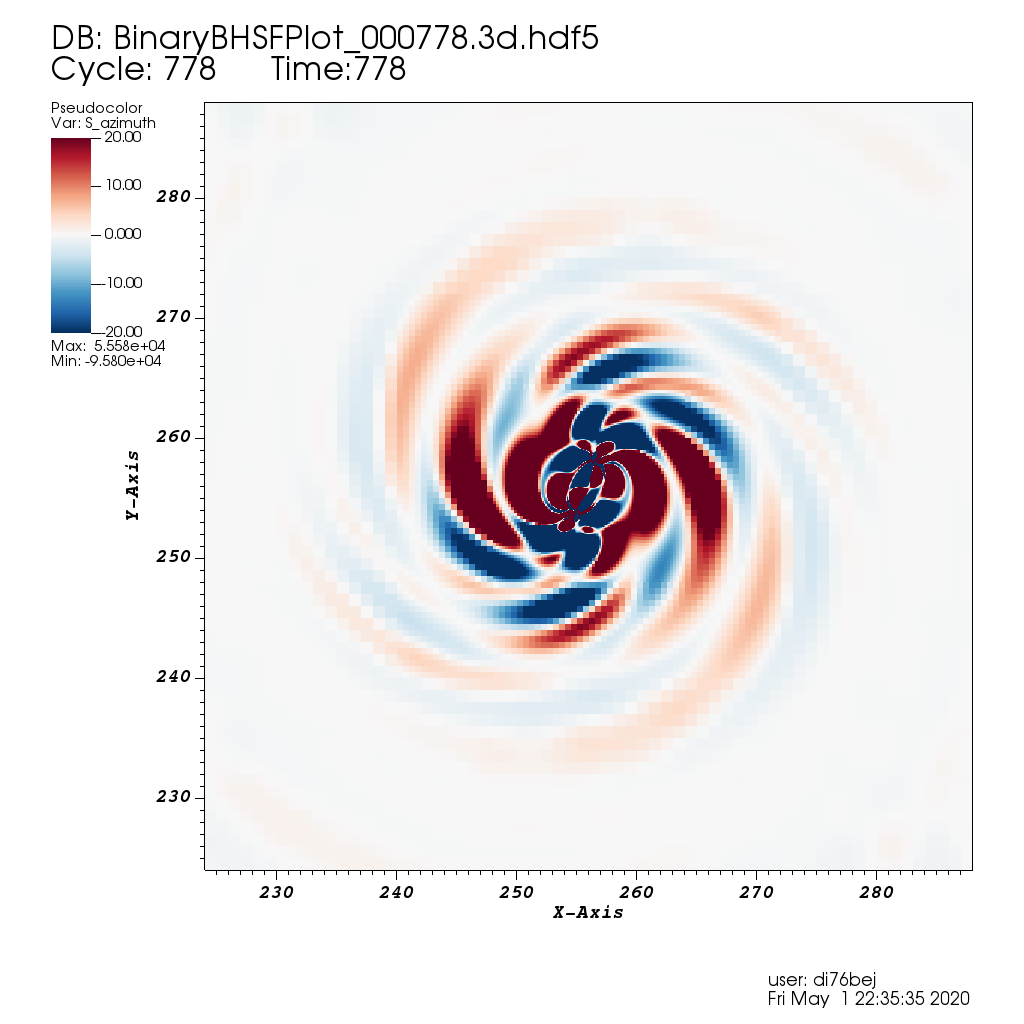 DB: BinaryBHSFPlot_000778.3d.hdf5
Cycle: 778 Time:778
Pseudocolor
Var: S_azimuth
20.00
10.00
0.000
-10.00
-20.00
Max: 5.558e+04
Min: -9.580e+04
280
270
260
250
240
230
Y-Axis
230 240 250 260 270 280
X-Axis
user: di76bej
Fri May 1 22:35:35 2020